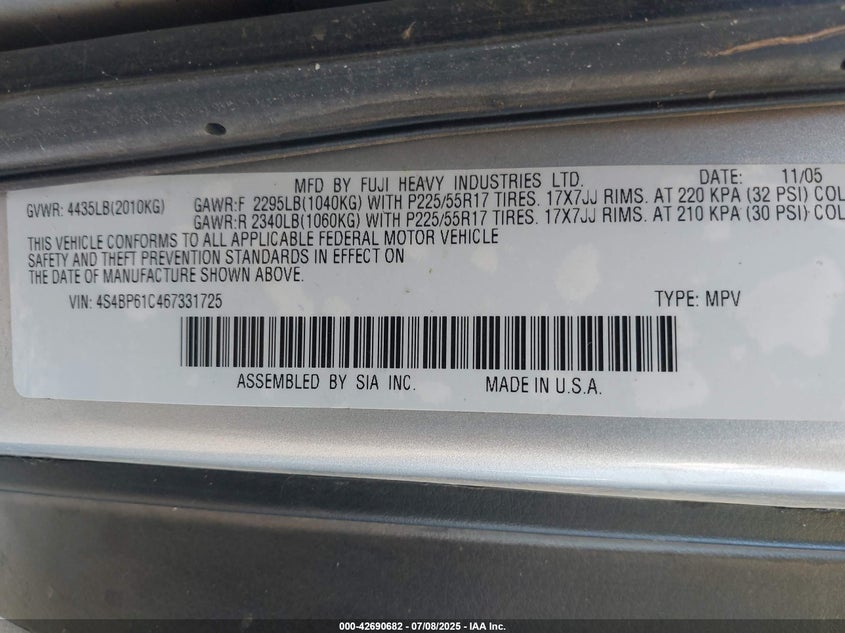 MFD BY FUJI HEAVY INDUSTRIES LTD. DATE: 11/05
GVWR: 4435LB(2010KG) GAWR:F 2295LB(1040KG) WITH P225/55R17 TIRES. 17X7JJ RIMS. AT 220 KPA (32 PSI) COL
GAWR:R 2340LB(1060KG) WITH P225/55R17 TIRES. 17X7JJ RIMS. AT 210 KPA (30 PSI) COL
THIS VEHICLE CONFORMS TO ALL APPLICABLE FEDERAL MOTOR VEHICLE
SAFETY AND THEFT PREVENTION STANDARDS IN EFFECT ON
THE DATE OF MANUFACTURE SHOWN ABOVE.
VIN: 4S4BP61C467331725 TYPE: MPV
ASSEMBLED BY SIA INC. MADE IN U.S.A.
000-42690682 - 07/08/2025 - IAA Inc.